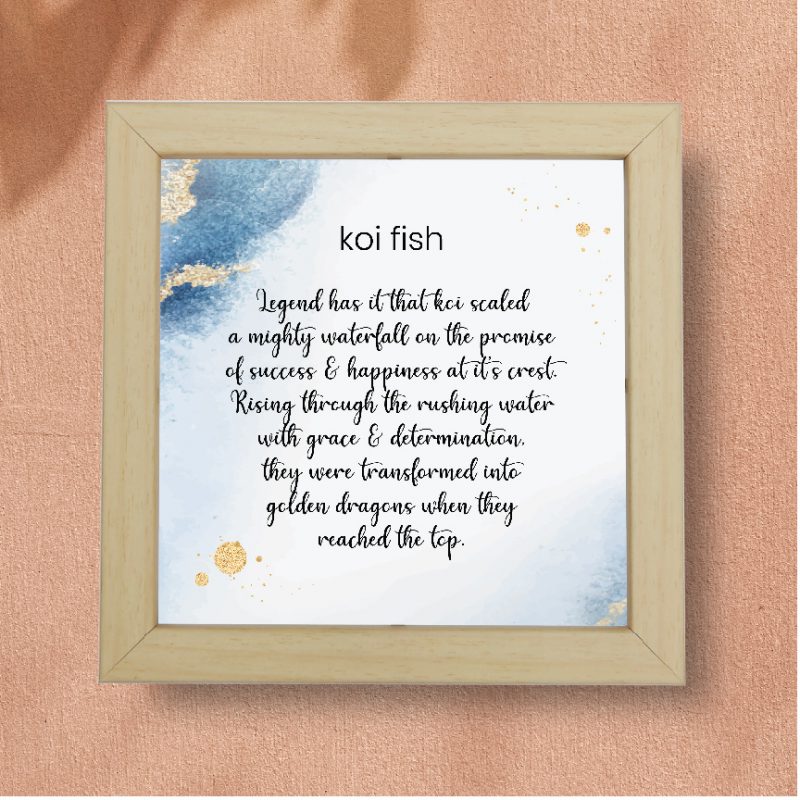 koi fish
Legend has it that koi scaled
a mighty waterfall on the promise
of success & happiness at it's crest.
Rising through the rushing water
with grace & determination,
they were transformed into
golden dragons when they
reached the top.